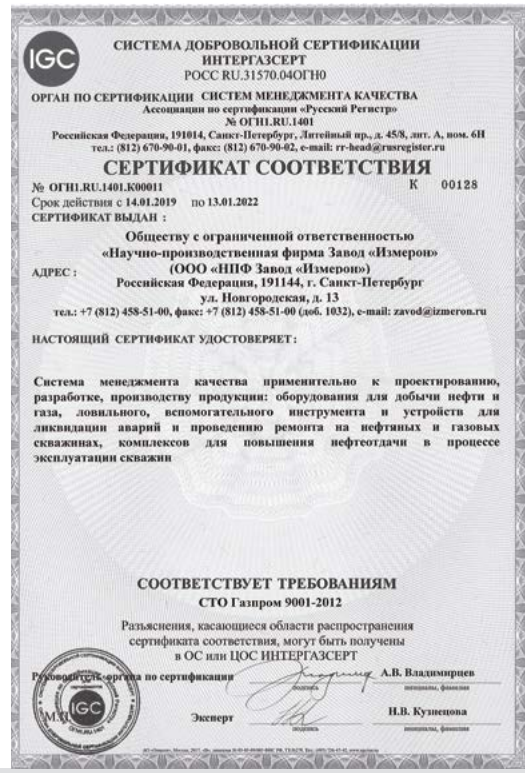 IGC
СИСТЕМА ДОБРОВОЛЬНОЙ СЕРТИФИКАЦИИ
ИНТЕРГАЗСЕРТ
РОСС RU.31570.04ОГН0
ОРГАН ПО СЕРТИФИКАЦИИ СИСТЕМ МЕНЕДЖМЕНТА КАЧЕСТВА
Ассоциации по сертификации «Русский Регистр»
№ ОГН1.RU.1401
Российская Федерация, 191014, Санкт-Петербург, Литейный пр., д. 45/8, лит. А, пом. 6Н
тел.: (812) 670-90-01, факс: (812) 670-90-02, e-mail: rr-head@rusregister.ru
СЕРТИФИКАТ СООТВЕТСТВИЯ
№ ОГН1.RU.1401.К00011 К 00128
Срок действия с 14.01.2019 по 13.01.2022
СЕРТИФИКАТ ВЫДАН :
Обществу с ограниченной ответственностью
«Научно-производственная фирма Завод «Измерон»
(ООО «НПФ Завод «Измерон»)
АДРЕС :
Российская Федерация, 191144, г. Санкт-Петербург
ул. Новгородская, д. 13
тел.: +7 (812) 458-51-00, факс: +7 (812) 458-51-00 (доб. 1032), e-mail: zavod@izmeron.ru
НАСТОЯЩИЙ СЕРТИФИКАТ УДОСТОВЕРЯЕТ :
Система менеджмента качества применительно к проектированию,
разработке, производству продукции: оборудования для добычи нефти и
газа, ловильного, вспомогательного инструмента и устройств для
ликвидации аварий и проведению ремонта на нефтяных и газовых
скважинах, комплексов для повышения нефтеотдачи в процессе
эксплуатации скважин
СООТВЕТСТВУЕТ ТРЕБОВАНИЯМ
СТО Газпром 9001-2012
Разъяснения, касающиеся области распространения
сертификата соответствия, могут быть получены
в ОС или ЦОС ИНТЕРГАЗСЕРТ
Руководитель органа по сертификации А.В. Владимирцев
подпись инициалы, фамилия
М.П.
IGC
Эксперт Н.В. Кузнецова
подпись инициалы, фамилия